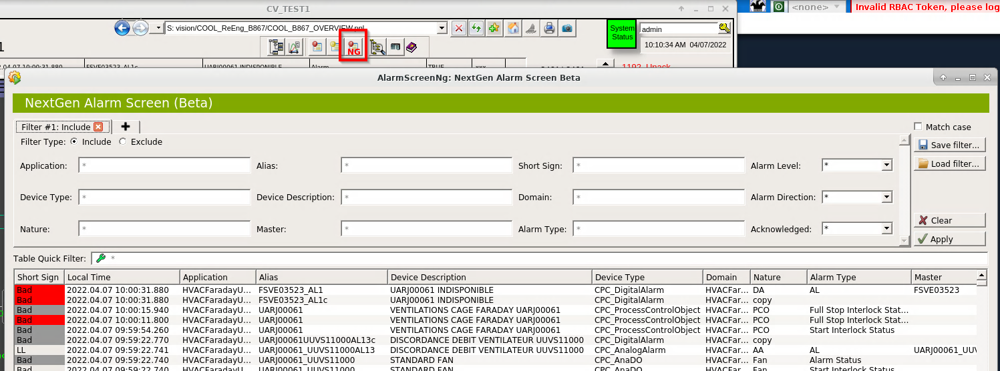 CV_TEST1
<none>
Invalid RBAC Token, please log
S: vision/COOL_ReEng_B867/COOL_B867_OVERVIEW.pnl
System Status
admin
10:10:34 AM 04/07/2022
NG
04.07 10:00:31.880 FSVE03523_AL1c UARJ00061 INDISPONIBLE Alarm TRUE xxx
1192 Unack
AlarmScreenNg: NextGen Alarm Screen Beta
NextGen Alarm Screen (Beta)
Filter #1: Include
Match case
Filter Type: Include Exclude
Save filter...
Application: * Alias: * Short Sign: * Alarm Level: *
Load filter...
Device Type: * Device Description: * Domain: * Alarm Direction: *
Clear
Nature: * Master: * Alarm Type: * Acknowledged: *
Apply
Table Quick Filter: *
Short Sign Local Time Application Alias Device Description Device Type Domain Nature Alarm Type Master
Bad 2022.04.07 10:00:31.880 HVACFaradayU... FSVE03523_AL1 UARJ00061 INDISPONIBLE CPC_DigitalAlarm HVACFar... DA AL FSVE03523
Bad 2022.04.07 10:00:31.880 HVACFaradayU... FSVE03523_AL1c UARJ00061 INDISPONIBLE CPC_DigitalAlarm HVACFar... copy
Bad 2022.04.07 10:00:15.940 HVACFaradayU... UARJ00061 VENTILATIONS CAGE FARADAY UARJ00061 CPC_ProcessControlObject HVACFar... PCO Full Stop Interlock Stat...
Bad 2022.04.07 10:00:11.800 HVACFaradayU... UARJ00061 VENTILATIONS CAGE FARADAY UARJ00061 CPC_ProcessControlObject HVACFar... PCO Full Stop Interlock Stat...
Bad 2022.04.07 09:59:54.260 HVACFaradayU... UARJ00061 VENTILATIONS CAGE FARADAY UARJ00061 CPC_ProcessControlObject HVACFar... PCO Start Interlock Status
Bad 2022.04.07 09:59:22.770 HVACFaradayU... UARJ00061UUVS11000AL13c DISCORDANCE DEBIT VENTILATEUR UUVS11000 CPC_DigitalAlarm HVACFar... copy
LL 2022.04.07 09:59:22.741 HVACFaradayU... UARJ00061_UUVS11000AL13 DISCORDANCE DEBIT VENTILATEUR UUVS11000 CPC_AnalogAlarm HVACFar... AA AL UARJ00061_UUV
Bad 2022.04.07 09:59:22.740 HVACFaradayU... UARJ00061_UUVS11000 STANDARD FAN CPC_AnaDO HVACFar... Fan Alarm Status
Bad 2022.04.07 09:59:22.740 HVACFaradayU... UARJ00061_UUVS11000 STANDARD FAN CPC_AnaDO HVACFar... Fan Start Interlock Status